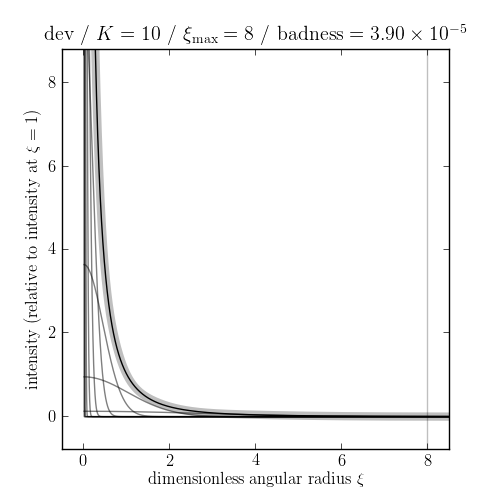 dev / K = 10 / ξmax = 8 / badness = 3.90 × 10⁻⁵
intensity (relative to intensity at ξ = 1)
8
6
4
2
0
0 2 4 6 8
dimensionless angular radius ξ